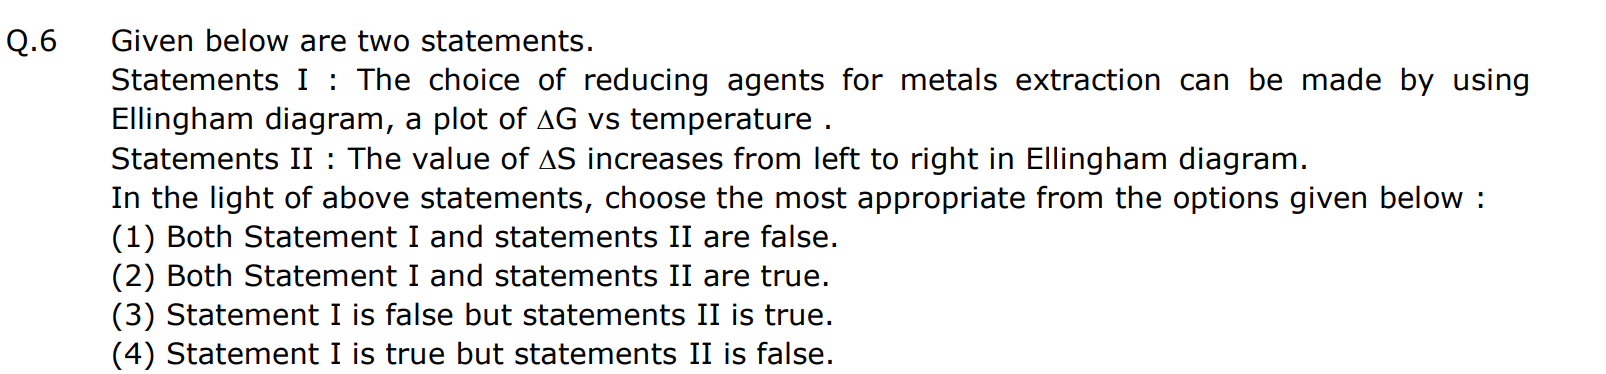 Q.6 Given below are two statements.
Statements I : The choice of reducing agents for metals extraction can be made by using
Ellingham diagram, a plot of ΔG vs temperature .
Statements II : The value of ΔS increases from left to right in Ellingham diagram.
In the light of above statements, choose the most appropriate from the options given below :
(1) Both Statement I and statements II are false.
(2) Both Statement I and statements II are true.
(3) Statement I is false but statements II is true.
(4) Statement I is true but statements II is false.